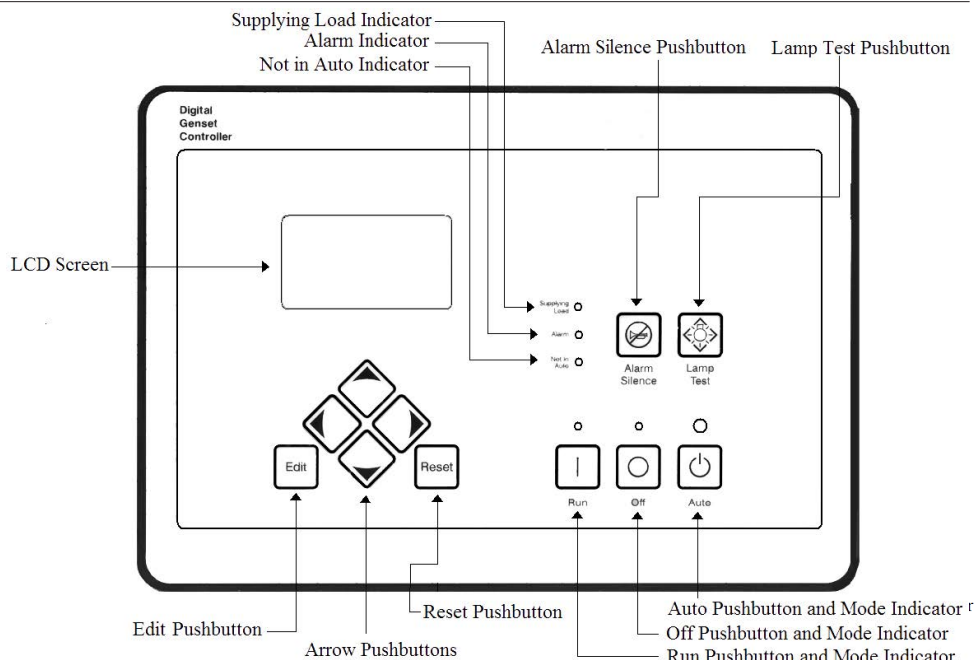 Supplying Load Indicator
Alarm Indicator
Not in Auto Indicator
Alarm Silence Pushbutton
Lamp Test Pushbutton
Digital
Genset
Controller
LCD Screen
Supplying
Load
Alarm
Not in
Auto
Alarm
Silence
Lamp
Test
Edit
Reset
Run
Off
Auto
Edit Pushbutton
Arrow Pushbuttons
Reset Pushbutton
Auto Pushbutton and Mode Indicator
Off Pushbutton and Mode Indicator
Run Pushbutton and Mode Indicator